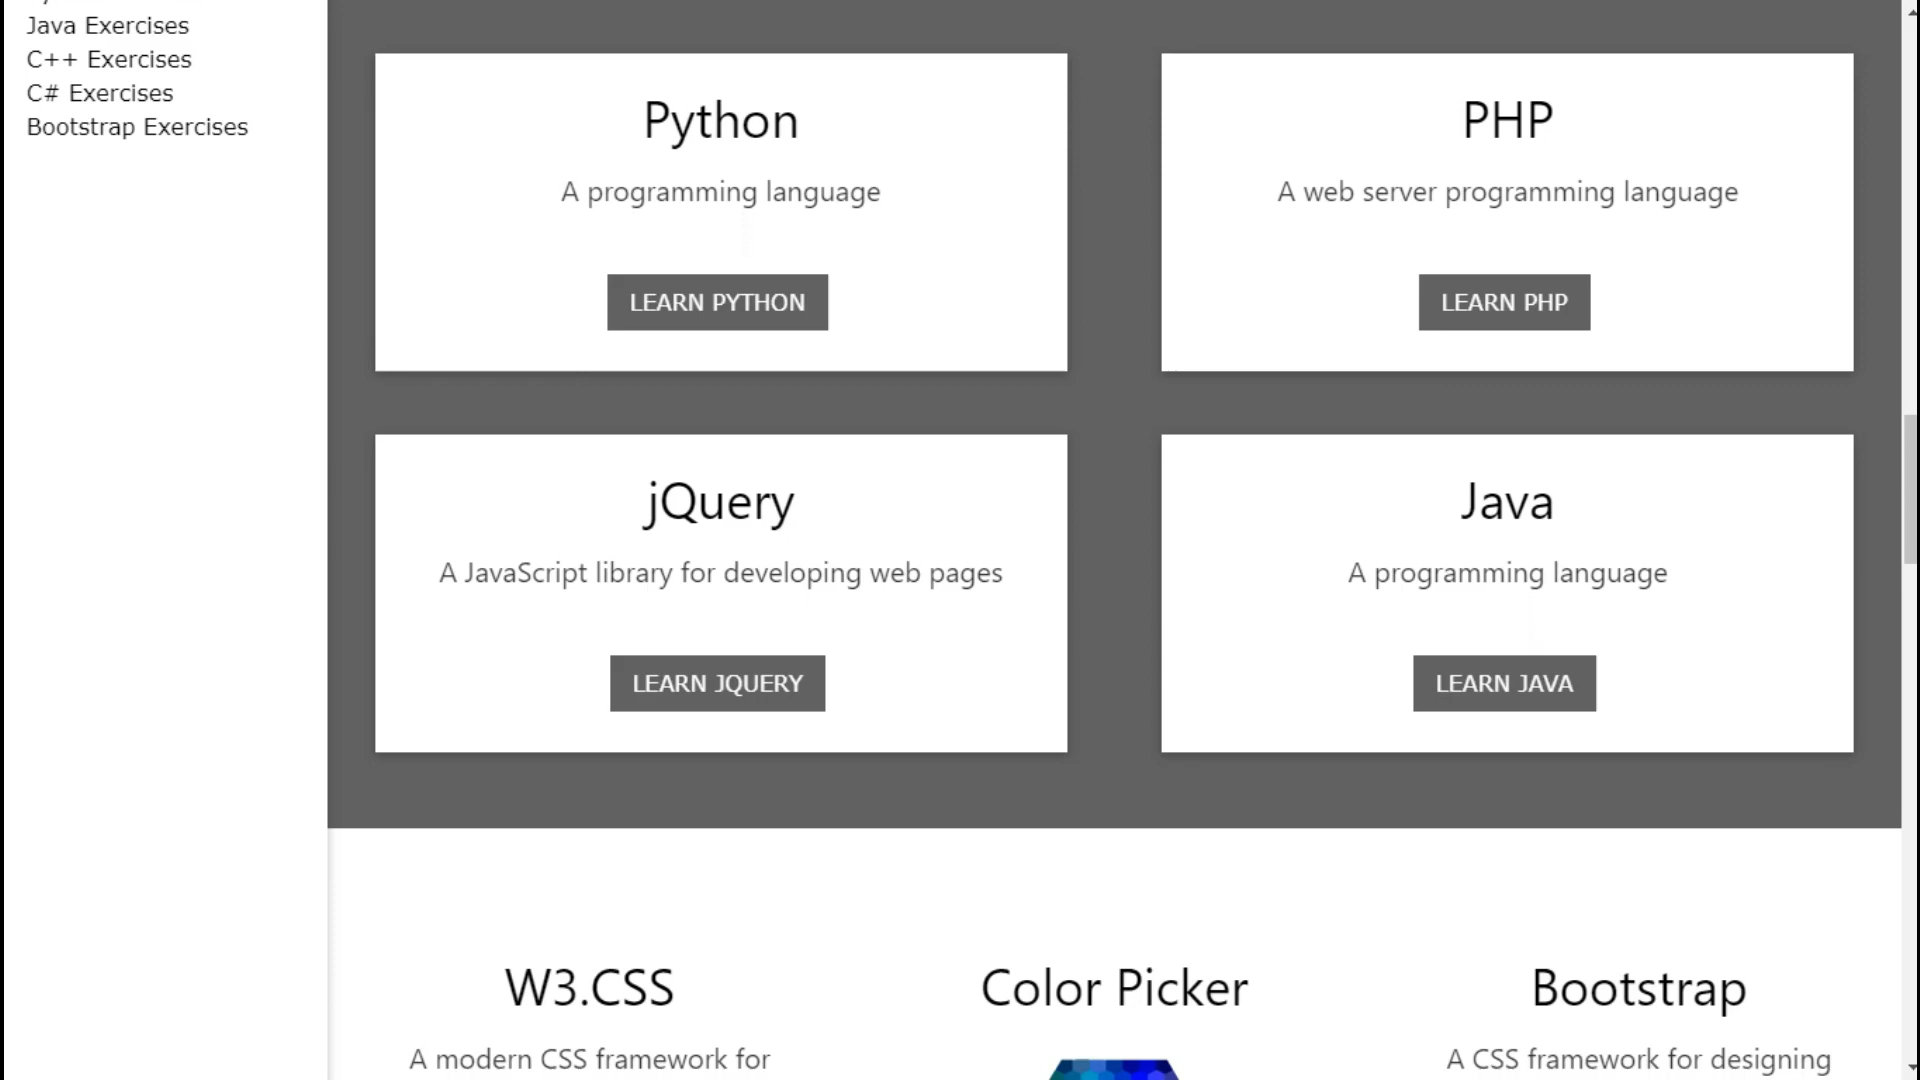 Java Exercises
C++ Exercises
C# Exercises
Bootstrap Exercises
Python
A programming language
LEARN PYTHON
PHP
A web server programming language
LEARN PHP
jQuery
A JavaScript library for developing web pages
LEARN JQUERY
Java
A programming language
LEARN JAVA
W3.CSS
A modern CSS framework for
Color Picker
Bootstrap
A CSS framework for designing